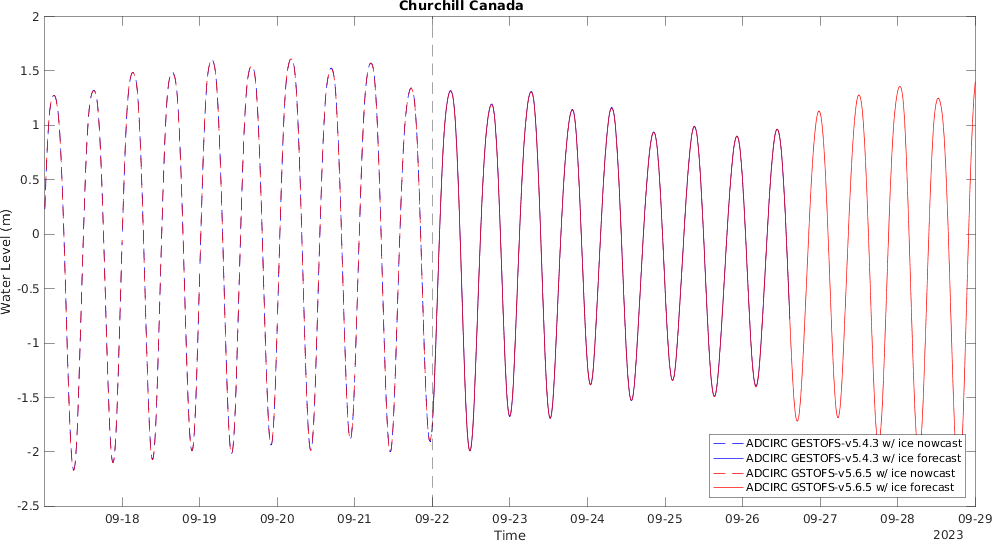 Churchill Canada
2
1.5
1
0.5
0
-0.5
-1
-1.5
-2
-2.5
Water Level (m)
ADCIRC GESTOFS-v5.4.3 w/ ice nowcast
ADCIRC GESTOFS-v5.4.3 w/ ice forecast
ADCIRC GSTOFS-v5.6.5 w/ ice nowcast
ADCIRC GSTOFS-v5.6.5 w/ ice forecast
09-18 09-19 09-20 09-21 09-22 09-23 09-24 09-25 09-26 09-27 09-28 09-29
Time
2023